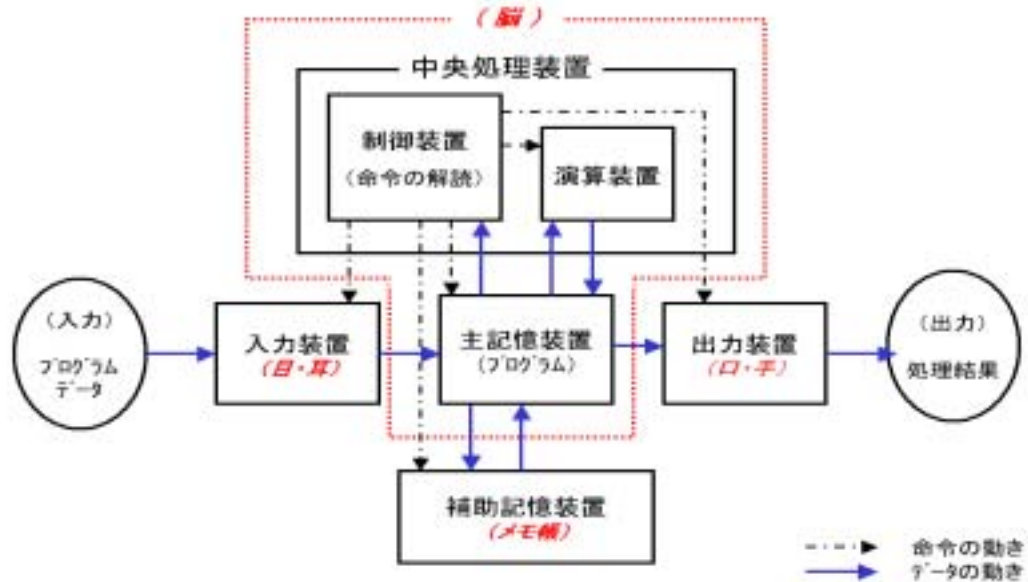 （脳）
中央処理装置
制御装置
（命令の解読）
演算装置
（入力）
ﾌﾟﾛｸﾞﾗﾑ
ﾃﾞｰﾀ
入力装置
（目・耳）
主記憶装置
（ﾌﾟﾛｸﾞﾗﾑ）
出力装置
（口・手）
（出力）
処理結果
補助記憶装置
（メモ帳）
命令の動き
ﾃﾞｰﾀの動き